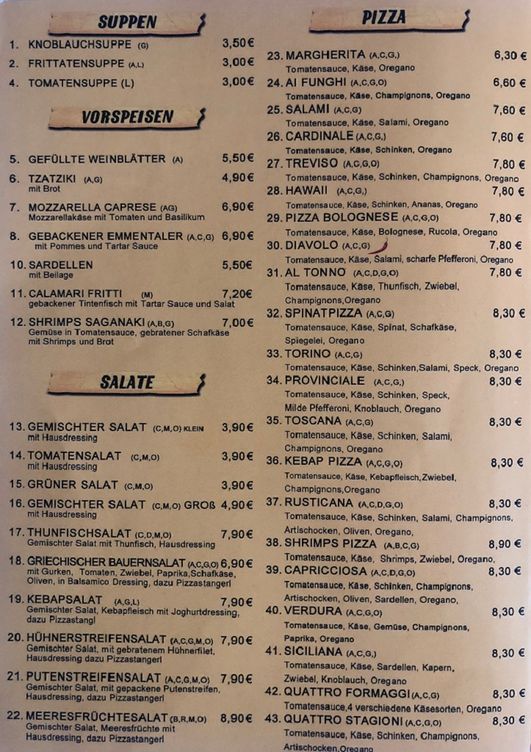 SUPPEN
1. KNOBLAUCHSUPPE (G) 3,50€
2. FRITTATENSUPPE (A,L) 3,00€
4. TOMATENSUPPE (L) 3,00€
VORSPEISEN
5. GEFÜLLTE WEINBLÄTTER (A) 5,50€
6. TZATZIKI (A,G) 4,90€
mit Brot
7. MOZZARELLA CAPRESE (AG) 6,90€
Mozzarellakäse mit Tomaten und Basilikum
8. GEBACKENER EMMENTALER (A,C,G) 6,90€
mit Pommes und Tartar Sauce
10. SARDELLEN 5,50€
mit Beilage
11. CALAMARI FRITTI (M) 7,20€
gebackener Tintenfisch mit Tartar Sauce und Salat
12. SHRIMPS SAGANAKI (A,B,G) 7,00€
Gemüse in Tomatensauce, gebratener Schafkäse
mit Shrimps und Brot
SALATE
13. GEMISCHTER SALAT (C,M,O) KLEIN 3,90€
mit Hausdressing
14. TOMATENSALAT (C,M,O) 3,90€
mit Hausdressing
15. GRÜNER SALAT (C,M,O) 3,90€
16. GEMISCHTER SALAT (C,M,O) GROß 4,90€
mit Hausdressing
17. THUNFISCHSALAT (C,D,M,O) 7,90€
Gemischter Salat mit Thunfisch, Hausdressing
18. GRIECHISCHER BAUERNSALAT (A,C,G,O) 6,90€
mit Gurken, Tomaten, Zwiebel, Paprika,Schafkäse,
Oliven, in Balsamico Dressing, dazu Pizzastangerl
19. KEBAPSALAT (A,G,L) 7,90€
Gemischter Salat, Kebapfleisch mit Joghurtdressing,
dazu Pizzastangl
20. HÜHNERSTREIFENSALAT (A,C,G,M,O) 7,90€
Gemischter Salat, mit gebratenem Hühnerfilet,
Hausdressing dazu Pizzastangerl
21. PUTENSTREIFENSALAT (A,C,G,M,O) 7,90€
Gemischter Salat, mit gepackene Putenstreifen,
Hausdressing, dazu Pizzastangerl
22. MEERESFRÜCHTESALAT (B,R,M,O) 8,90€
Gemischter Salat, Meeresfrüchte mit
Hausdressing, dazu Pizzastangerl
PIZZA
23. MARGHERITA (A,C,G,) 6,30 €
Tomatensauce, Käse, Oregano
24. AI FUNGHI (A,C,G,O) 6,60 €
Tomatensauce, Käse, Champignons, Oregano
25. SALAMI (A,C,G) 7,60 €
Tomatensauce, Käse, Salami, Oregano
26. CARDINALE (A,C,G,) 7,60 €
Tomatensauce, Käse, Schinken, Oregano
27. TREVISO (A,C,G,O) 7,80 €
Tomatensauce, Käse, Schinken, Champignons, Oregano
28. HAWAII (A,C,G,) 7,80 €
Tomatensauce, Käse, Schinken, Ananas, Oregano
29. PIZZA BOLOGNESE (A,C,G,O) 7,80 €
Tomatensauce, Käse, Bolognese, Rucola, Oregano
30. DIAVOLO (A,C,G) 7,80 €
Tomatensauce, Käse, Salami, scharfe Pfefferoni, Oregano
31. AL TONNO (A,C,D,G,O) 7,80 €
Tomatensauce, Käse, Thunfisch, Zwiebel,
Champignons,Oregano
32. SPINATPIZZA (A,C,G) 8,30 €
Tomatensauce, Käse, Spinat, Schafkäse,
Spiegelei, Oregano
33. TORINO (A,C,G) 8,30 €
Tomatensauce, Käse, Schinken,Salami, Speck, Oregano
34. PROVINCIALE (A,C,G,) 8,30 €
Tomatensauce, Käse, Schinken, Speck,
Milde Pfefferoni, Knoblauch, Oregano
35. TOSCANA (A,C,G) 8,30 €
Tomatensauce, Käse, Schinken, Salami,
Champignons, Oregano
36. KEBAP PIZZA (A,C,G,O) 8,30 €
Tomatensauce, Käse, Kebapfleisch,Zwiebel,
Champignons,Oregano
37. RUSTICANA (A,C,D,G,O) 8,30 €
Tomatensauce, Käse, Schinken, Salami, Champignons,
Artischocken, Oliven, Oregano,
38. SHRIMPS PIZZA (A,B,C,G) 8,90 €
Tomatensauce, Käse, Shrimps, Zwiebel, Oregano,
39. CAPRICCIOSA (A,C,D,G,O) 8,30 €
Tomatensauce, Käse, Schinken, Champignons,
Artischocken, Oliven, Sardellen, Oregano,
40. VERDURA (A,C,G,O) 8,30 €
Tomatensauce, Käse, Gemüse, Champignons,
Paprika, Oregano
41. SICILIANA (A,C,G,) 8,30 €
Tomatensauce, Käse, Sardellen, Kapern,
Zwiebel, Knoblauch, Oregano
42. QUATTRO FORMAGGI(A,C,G) 8,30 €
Tomatensauce,4 verschiedene Käsesorten, Oregano
43. QUATTRO STAGIONI (A,C,G,O) 8,30 €
Tomatensauce, Käse, Schinken, Champignons,
Artischocken,Oregano